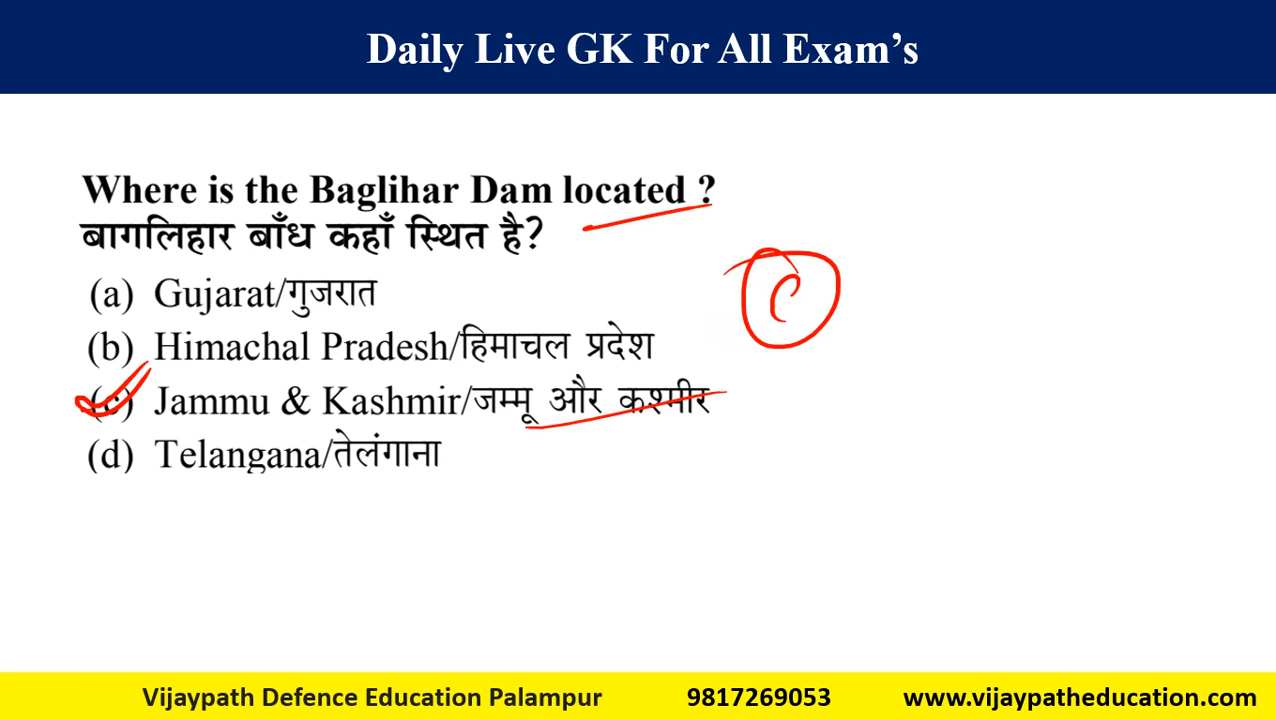 Daily Live GK For All Exam's
Where is the Baglihar Dam located ?
बागलिहार बाँध कहाँ स्थित है?
(a) Gujarat/गुजरात
(b) Himachal Pradesh/हिमाचल प्रदेश
C
(c) Jammu & Kashmir/जम्मू और कश्मीर
(d) Telangana/तेलंगाना
Vijaypath Defence Education Palampur 9817269053 www.vijaypatheducation.com